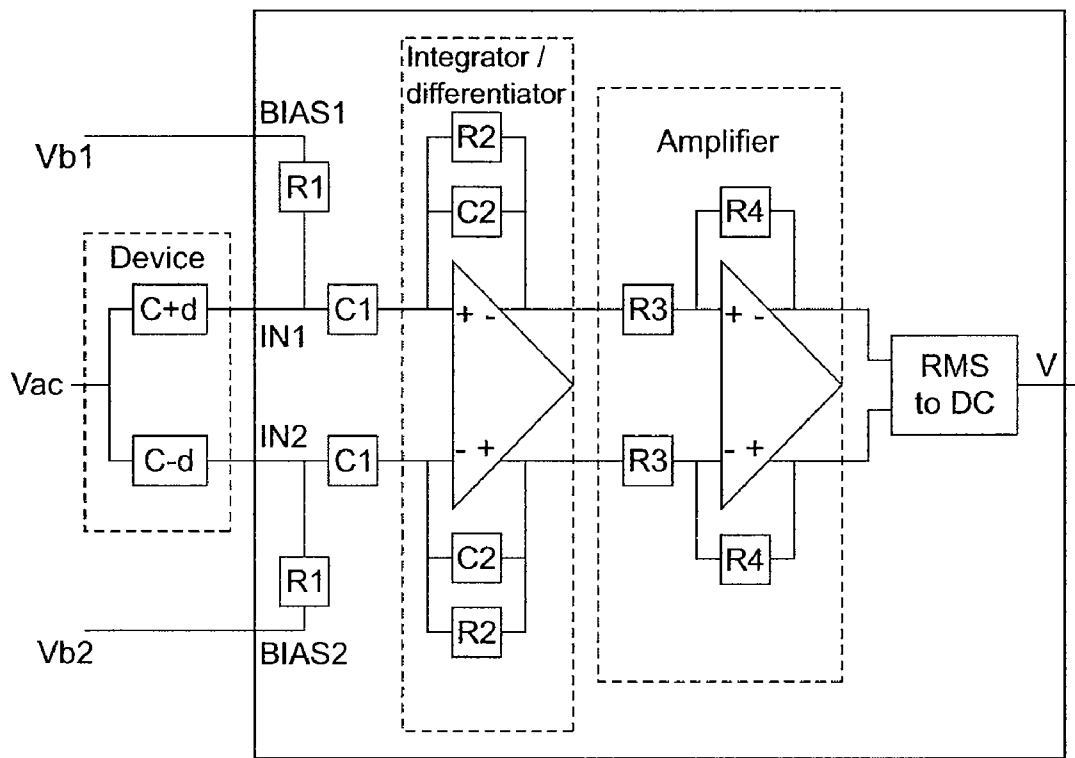 Integrator /
differentiator
BIAS1
R2
Vb1
Amplifier
R1
C2
R4
Device
C+d
C1
+ -
R3
+ -
IN1
Vac
RMS
to DC
V
IN2
C-d
C1
- +
R3
- +
C2
R4
R1
R2
Vb2
BIAS2